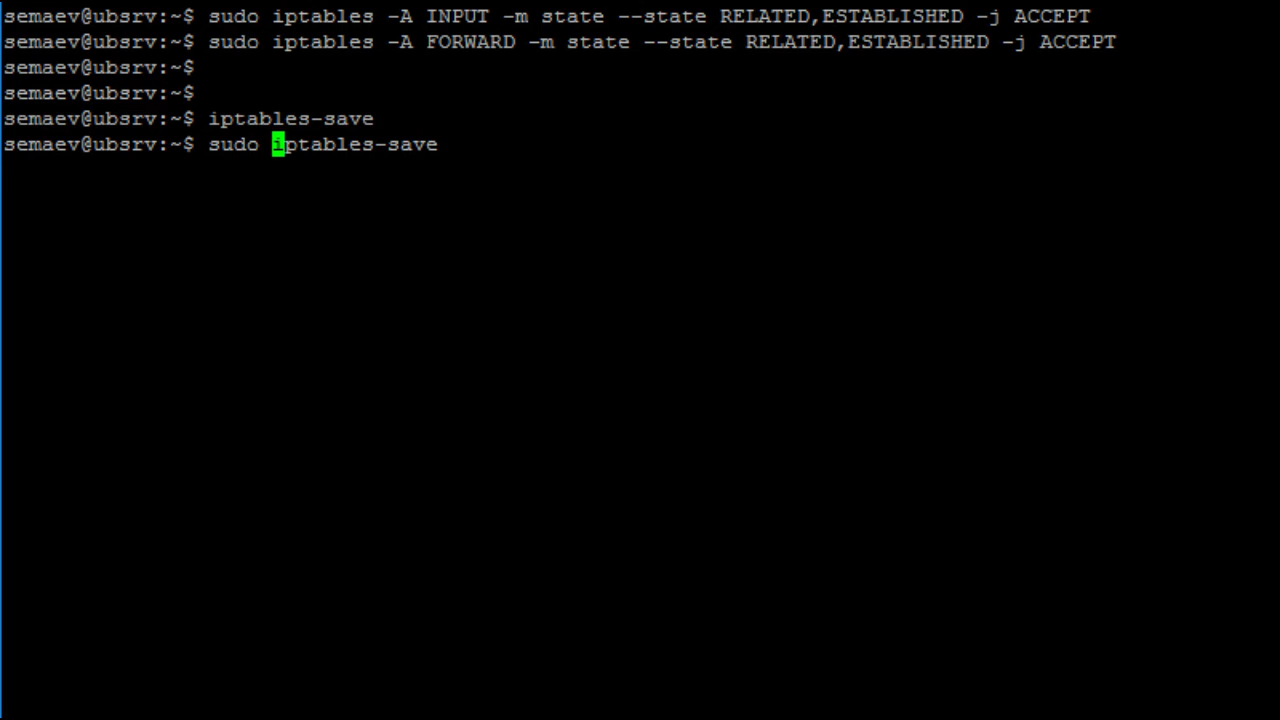 semaev@ubsrv:~$ sudo iptables -A INPUT -m state --state RELATED,ESTABLISHED -j ACCEPT
semaev@ubsrv:~$ sudo iptables -A FORWARD -m state --state RELATED,ESTABLISHED -j ACCEPT
semaev@ubsrv:~$
semaev@ubsrv:~$
semaev@ubsrv:~$ iptables-save
semaev@ubsrv:~$ sudo iptables-save